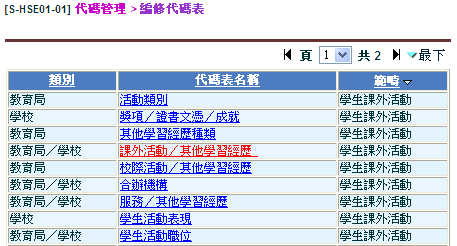 [S-HSE01-01] 代碼管理 > 編修代碼表
頁 1 共 2 最下
類別 代碼表名稱 範疇
教育局 活動類別 學生課外活動
學校 獎項／證書文憑／成就 學生課外活動
教育局 其他學習經歷種類 學生課外活動
教育局／學校 課外活動／其他學習經歷 學生課外活動
教育局 校際活動／其他學習經歷 學生課外活動
教育局／學校 合辦機構 學生課外活動
教育局／學校 服務／其他學習經歷 學生課外活動
學校 學生活動表現 學生課外活動
教育局／學校 學生活動職位 學生課外活動